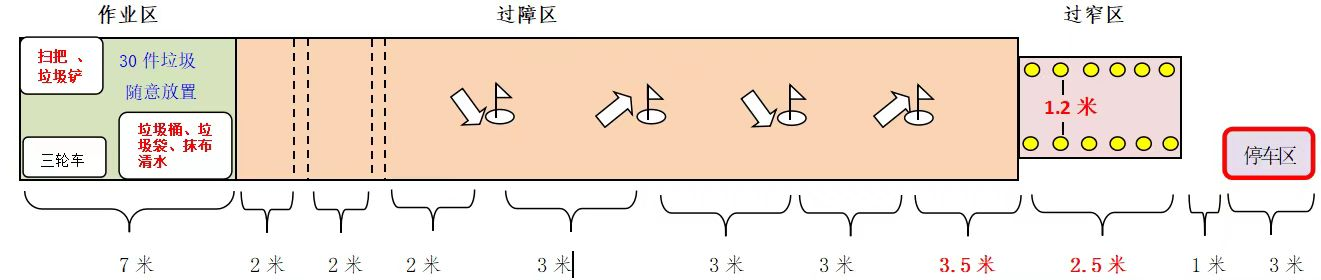 作业区
过障区
过窄区
扫把 、
垃圾铲
30 件垃圾
随意放置
垃圾桶、垃
圾袋、抹布
清水
三轮车
1.2 米
停车区
7 米
2 米
2 米
2 米
3 米
3 米
3 米
3.5 米
2.5 米
1 米
3 米